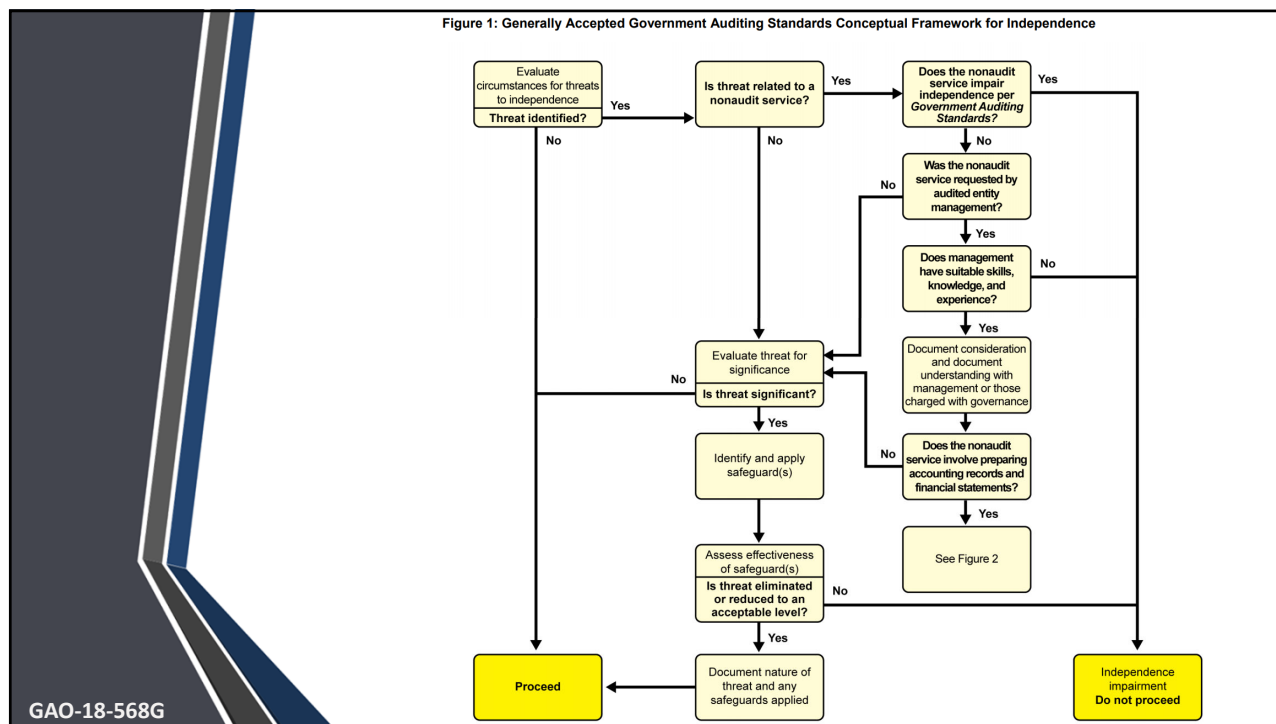 Figure 1: Generally Accepted Government Auditing Standards Conceptual Framework for Independence
Evaluate
circumstances for threats
to independence
Threat identified?
Yes
No
Is threat related to a
nonaudit service?
Yes
No
Does the nonaudit
service impair
independence per
Government Auditing
Standards?
Yes
No
Was the nonaudit
service requested by
audited entity
management?
No
Yes
Does management
have suitable skills,
knowledge, and
experience?
No
Yes
Document consideration
and document
understanding with
management or those
charged with governance
Does the nonaudit
service involve preparing
accounting records and
financial statements?
No
Yes
See Figure 2
Evaluate threat for
significance
Is threat significant?
No
Yes
Identify and apply
safeguard(s)
Assess effectiveness
of safeguard(s)
Is threat eliminated
or reduced to an
acceptable level?
No
Yes
Document nature of
threat and any
safeguards applied
Proceed
Independence
impairment
Do not proceed
GAO-18-568G